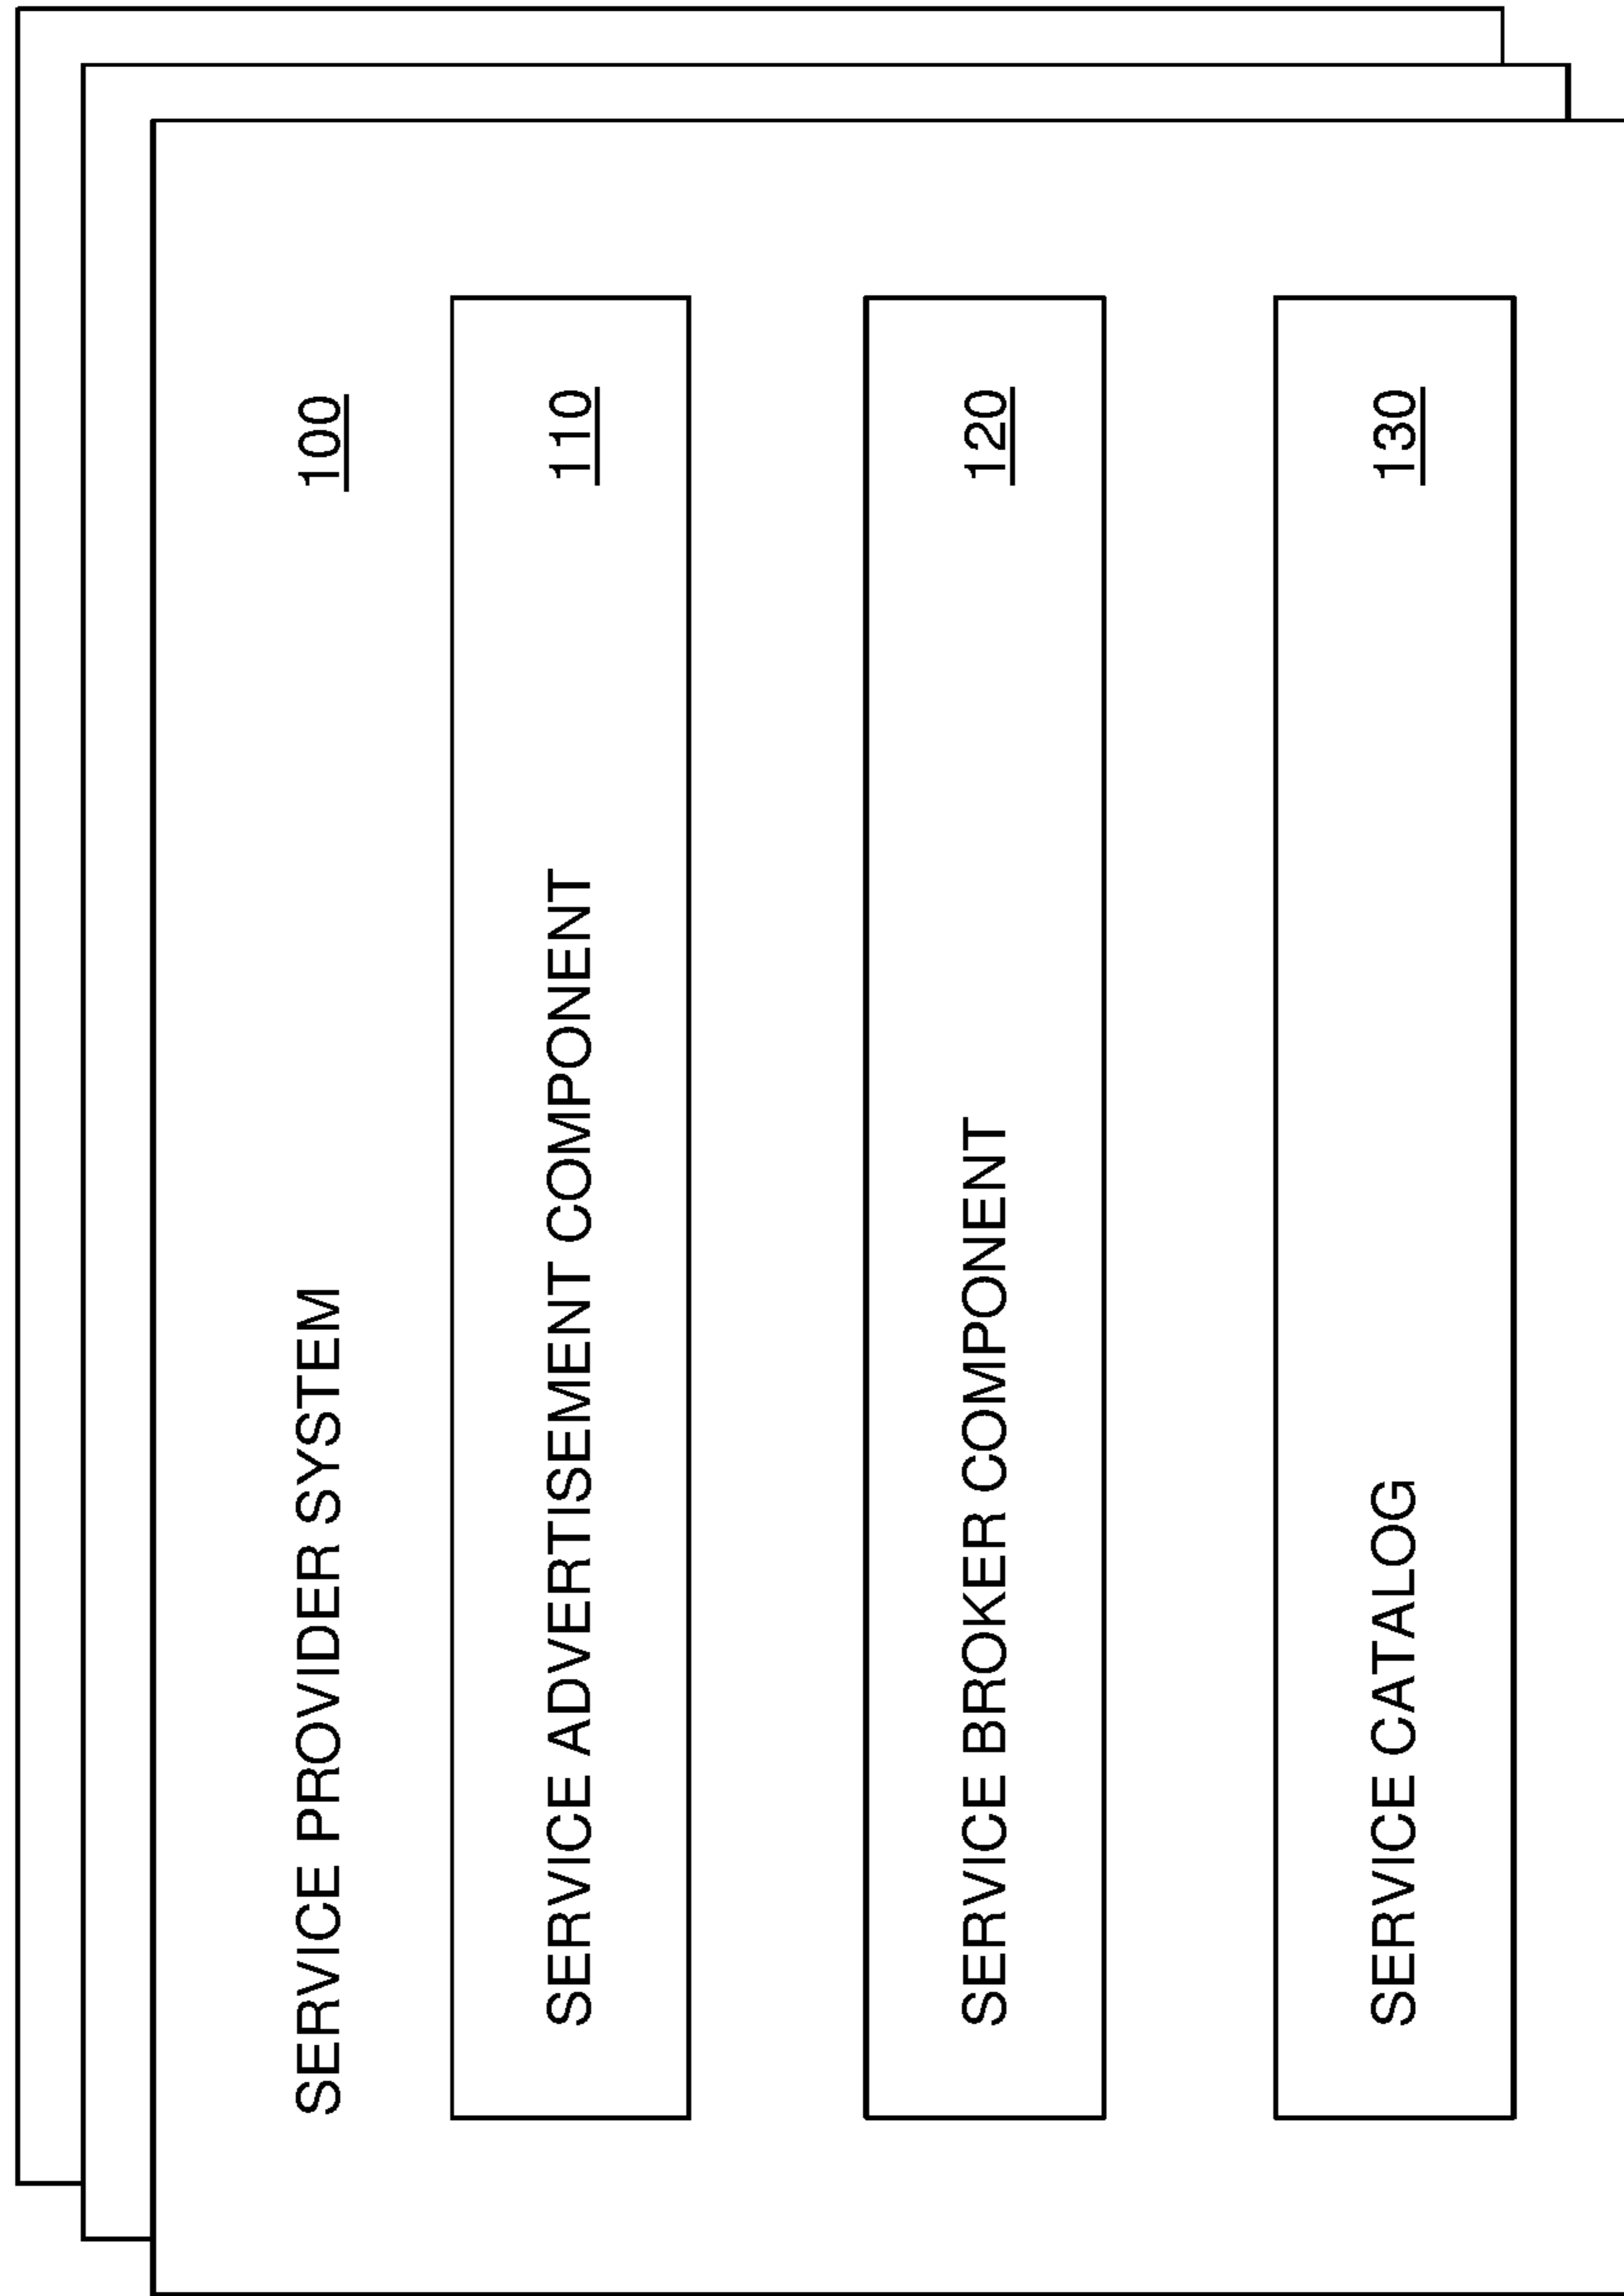 SERVICE PROVIDER SYSTEM 100
SERVICE ADVERTISEMENT COMPONENT 110
SERVICE BROKER COMPONENT 120
SERVICE CATALOG 130